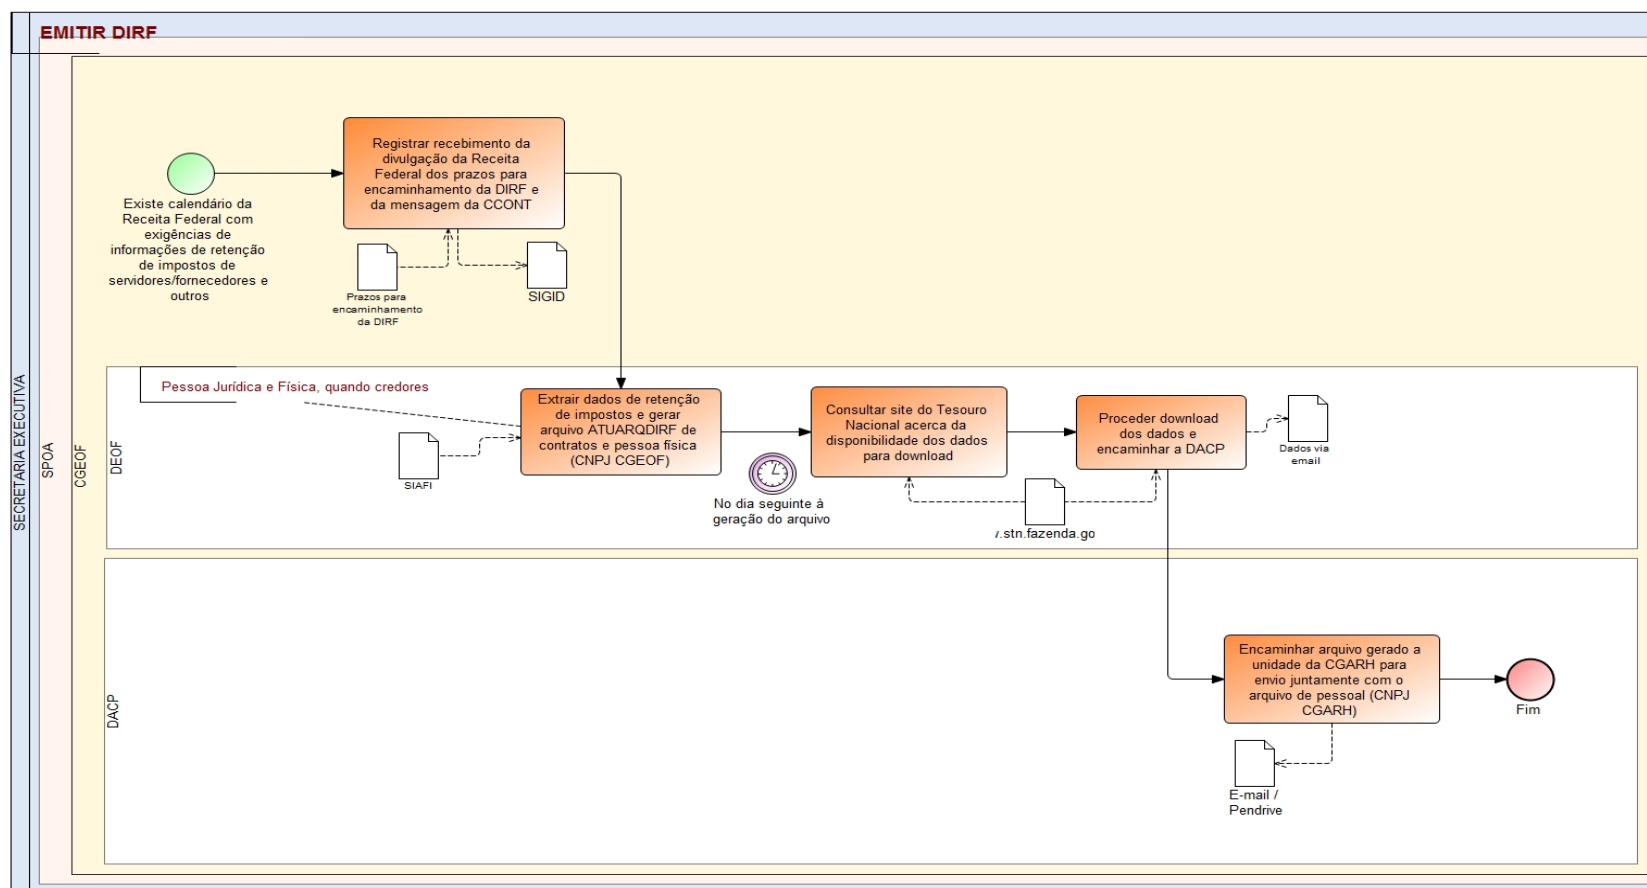 EMITIR DIRF
SECRETARIA EXECUTIVA
SPOA
CGEOF
Existe calendário da
Receita Federal com
exigências de
informações de retenção
de impostos de
servidores/fornecedores e
outros
Registrar recebimento da
divulgação da Receita
Federal dos prazos para
encaminhamento da DIRF e
da mensagem da CCONT
Prazos para
encaminhamento
da DIRF
SIGID
DEOF
Pessoa Jurídica e Física, quando credores
SIAFI
Extrair dados de retenção
de impostos e gerar
arquivo ATUARQDIRF de
contratos e pessoa física
(CNPJ CGEOF)
No dia seguinte à
geração do arquivo
Consultar site do Tesouro
Nacional acerca da
disponibilidade dos dados
para download
/.stn.fazenda.go
Proceder download
dos dados e
encaminhar a DACP
Dados via
email
DACP
Encaminhar arquivo gerado a
unidade da CGARH para
envio juntamente com o
arquivo de pessoal (CNPJ
CGARH)
E-mail /
Pendrive
Fim